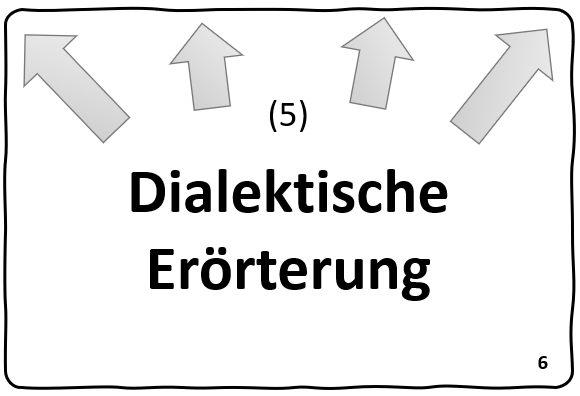 (5)
Dialektische
Erörterung
6